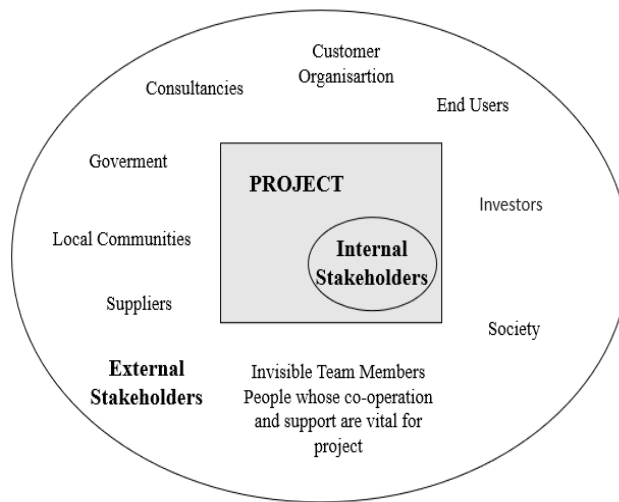 Customer
Organisartion
Consultancies
End Users
Goverment
PROJECT
Investors
Local Communities
Internal
Stakeholders
Suppliers
Society
External
Stakeholders
Invisible Team Members
People whose co-operation
and support are vital for
project